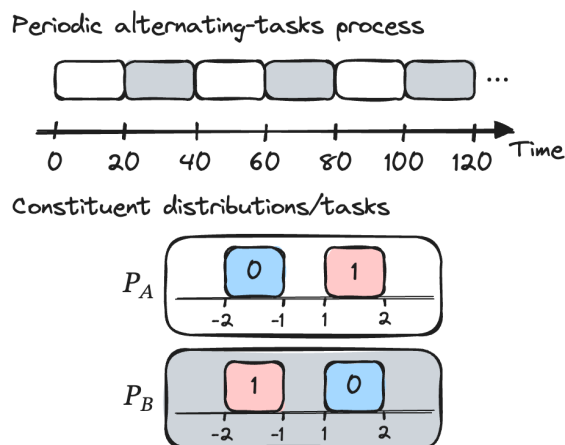 Periodic alternating-tasks process
...
0 20 40 60 80 100 120 Time
Constituent distributions/tasks
P_A 0 1
-2 -1 1 2
P_B 1 0
-2 -1 1 2